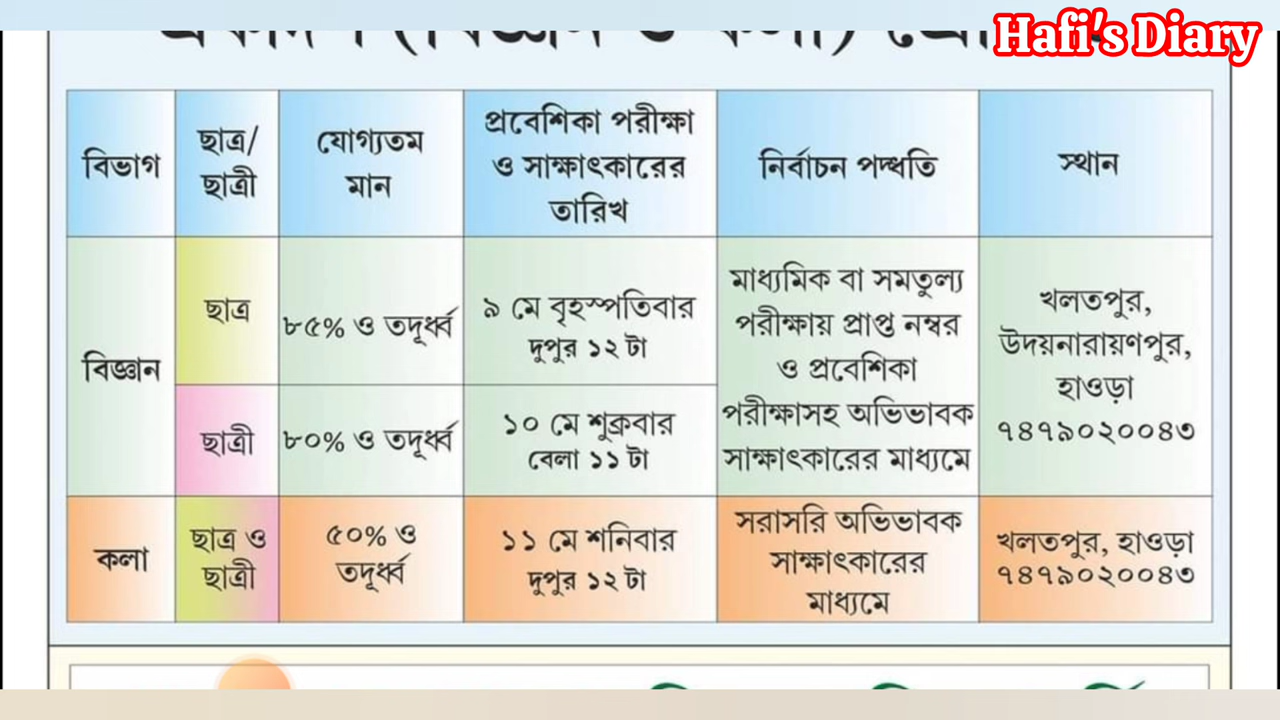 Hafi's Diary
বিভাগ
ছাত্র/
ছাত্রী
যোগ্যতম
মান
প্রবেশিকা পরীক্ষা
ও সাক্ষাৎকারের
তারিখ
নির্বাচন পদ্ধতি
স্থান
বিজ্ঞান
ছাত্র
৮৫% ও তদূর্ধ্ব
৯ মে বৃহস্পতিবার
দুপুর ১২ টা
মাধ্যমিক বা সমতুল্য
পরীক্ষায় প্রাপ্ত নম্বর
ও প্রবেশিকা
পরীক্ষাসহ অভিভাবক
সাক্ষাৎকারের মাধ্যমে
খলতপুর,
উদয়নারায়ণপুর,
হাওড়া
৭৪৭৯০২০০৪৩
ছাত্রী
৮০% ও তদূর্ধ্ব
১০ মে শুক্রবার
বেলা ১১ টা
কলা
ছাত্র ও
ছাত্রী
৫০% ও
তদূর্ধ্ব
১১ মে শনিবার
দুপুর ১২ টা
সরাসরি অভিভাবক
সাক্ষাৎকারের
মাধ্যমে
খলতপুর, হাওড়া
৭৪৭৯০২০০৪৩